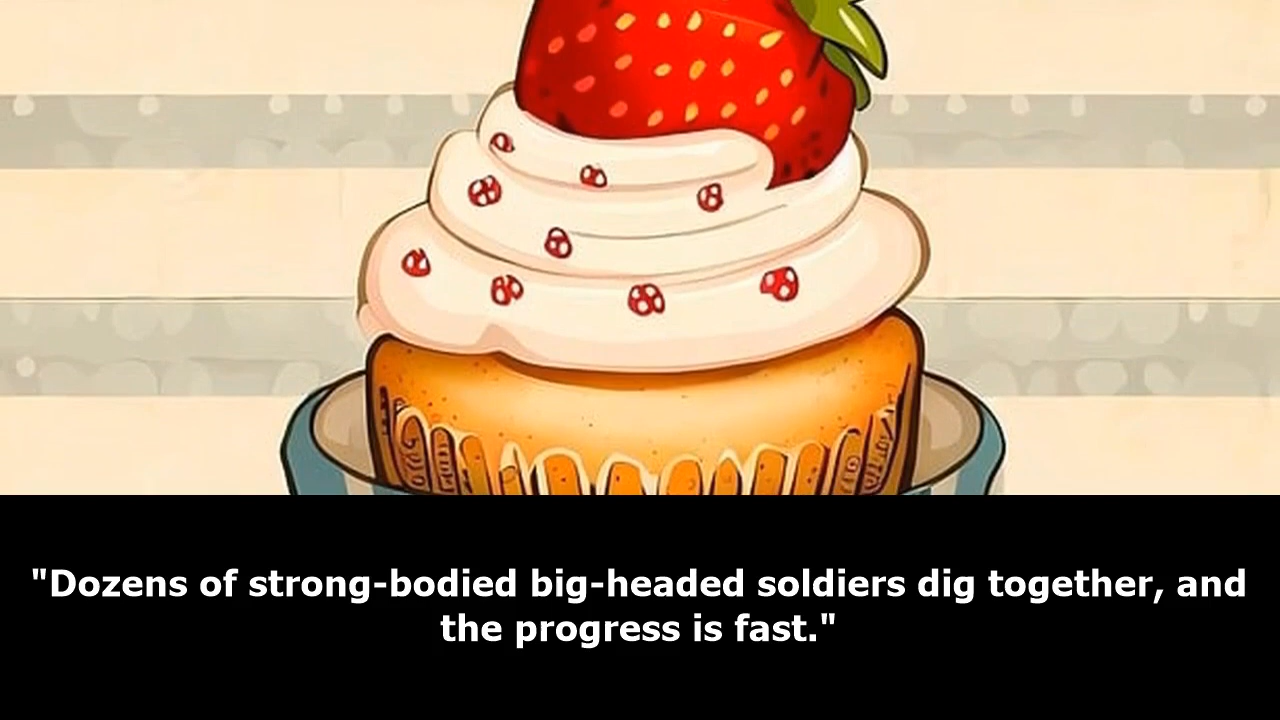 "Dozens of strong-bodied big-headed soldiers dig together, and
the progress is fast."